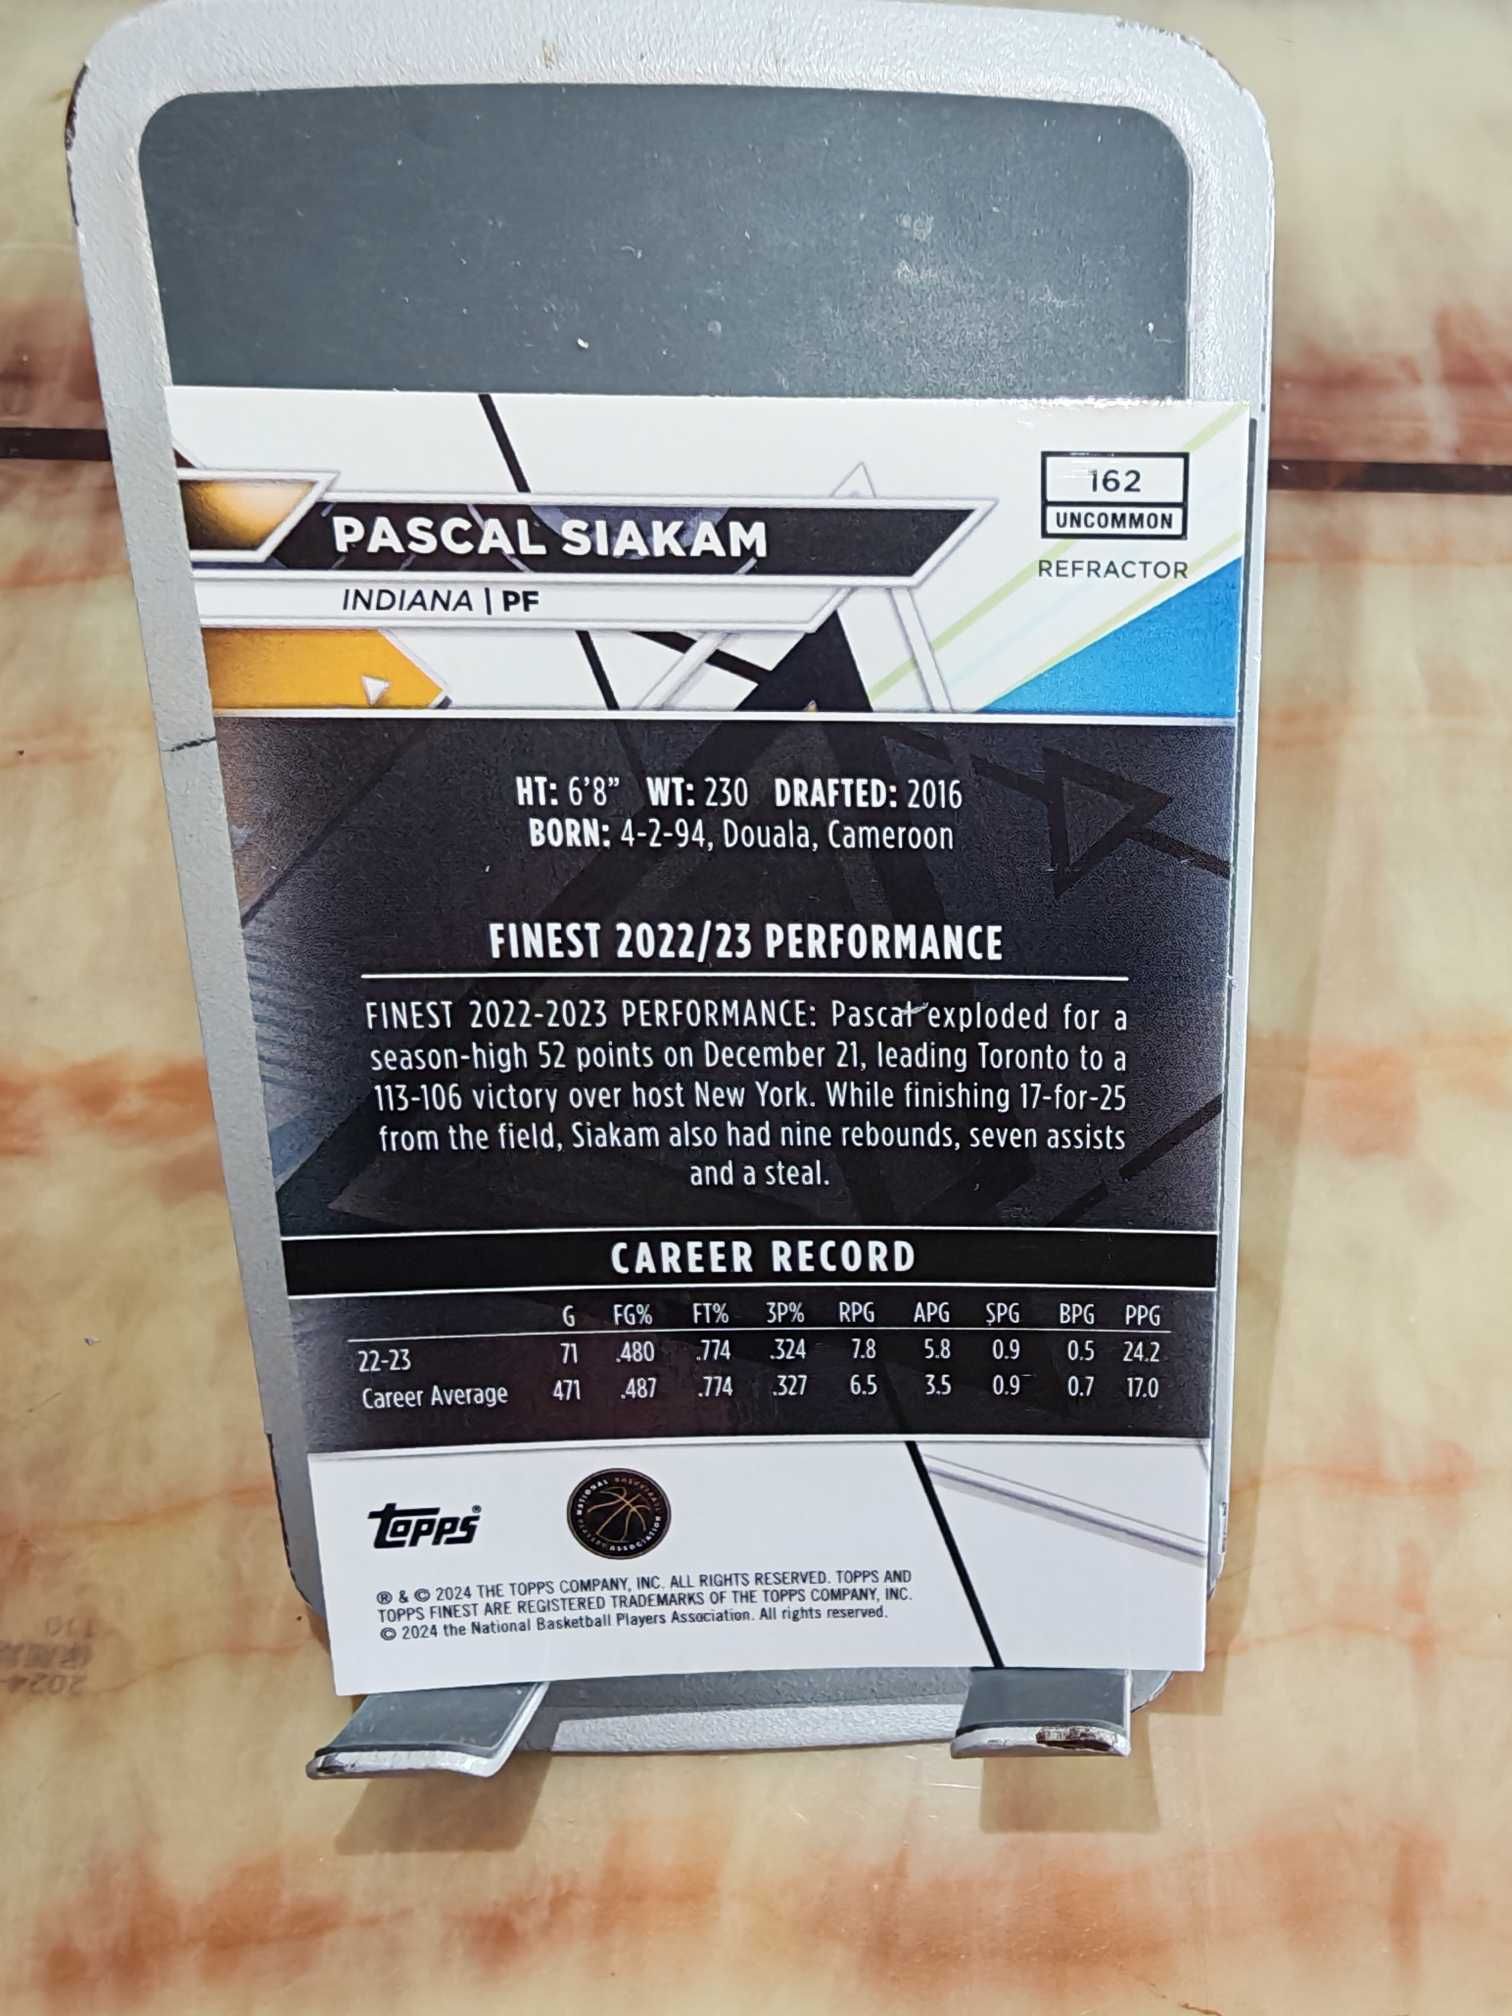 162
UNCOMMON
REFRACTOR
PASCAL SIAKAM
INDIANA | PF
HT: 6'8" WT: 230 DRAFTED: 2016
BORN: 4-2-94, Douala, Cameroon
FINEST 2022/23 PERFORMANCE
FINEST 2022-2023 PERFORMANCE: Pascal exploded for a
season-high 52 points on December 21, leading Toronto to a
113-106 victory over host New York. While finishing 17-for-25
from the field, Siakam also had nine rebounds, seven assists
and a steal.
CAREER RECORD
G FG% FT% 3P% RPG APG SPG BPG PPG
22-23 71 .480 .774 .324 7.8 5.8 0.9 0.5 24.2
Career Average 471 .487 .774 .327 6.5 3.5 0.9 0.7 17.0
topps®
NATIONAL BASKETBALL
PLAYERS ASSOCIATION
® & © 2024 THE TOPPS COMPANY, INC. ALL RIGHTS RESERVED. TOPPS AND
TOPPS FINEST ARE REGISTERED TRADEMARKS OF THE TOPPS COMPANY, INC.
© 2024 the National Basketball Players Association. All rights reserved.